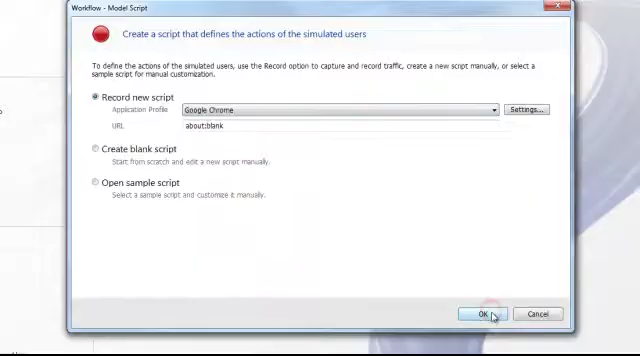 Workflow - Model Script
Create a script that defines the actions of the simulated users
To define the actions of the simulated users, use the Record option to capture and record traffic, create a new script manually, or select a
sample script for manual customization.
Record new script
Application Profile
Google Chrome
Settings...
URL
about:blank
Create blank script
Start from scratch and edit a new script manually.
Open sample script
Select a sample script and customize it manually.
OK
Cancel